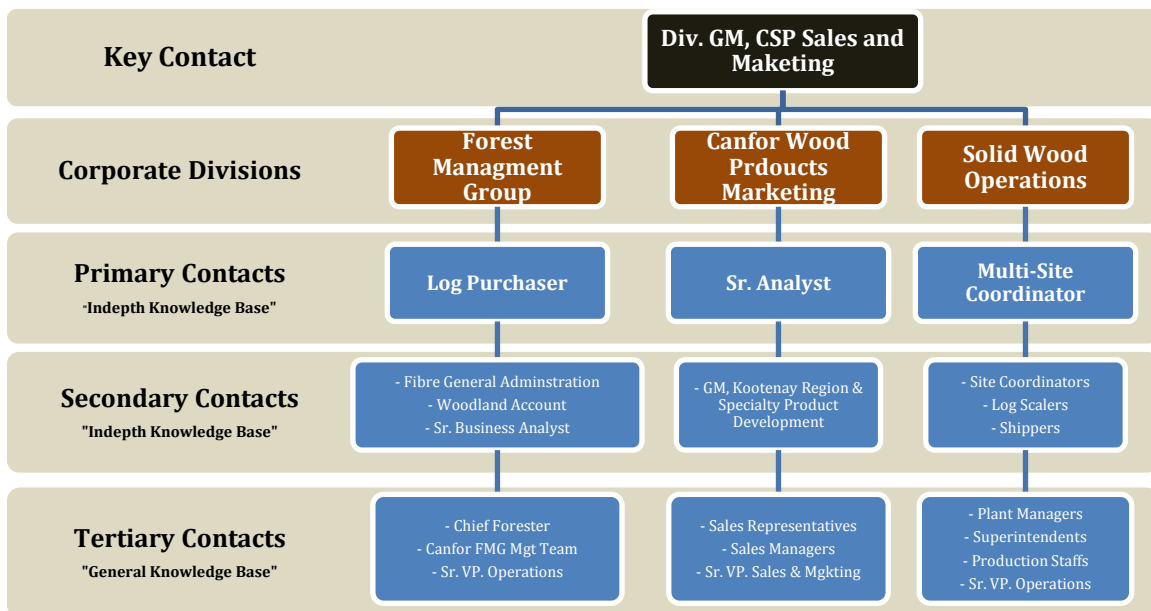 Key Contact
Div. GM, CSP Sales and
Maketing
Corporate Divisions
Forest
Managment
Group
Canfor Wood
Prdoucts
Marketing
Solid Wood
Operations
Primary Contacts
"Indepth Knowledge Base"
Log Purchaser
Sr. Analyst
Multi-Site
Coordinator
Secondary Contacts
"Indepth Knowledge Base"
- Fibre General Adminstration
- Woodland Account
- Sr. Business Analyst
- GM, Kootenay Region &
Specialty Product
Development
- Site Coordinators
- Log Scalers
- Shippers
Tertiary Contacts
"General Knowledge Base"
- Chief Forester
- Canfor FMG Mgt Team
- Sr. VP. Operations
- Sales Representatives
- Sales Managers
- Sr. VP. Sales & Mgkting
- Plant Managers
- Superintendents
- Production Staffs
- Sr. VP. Operations